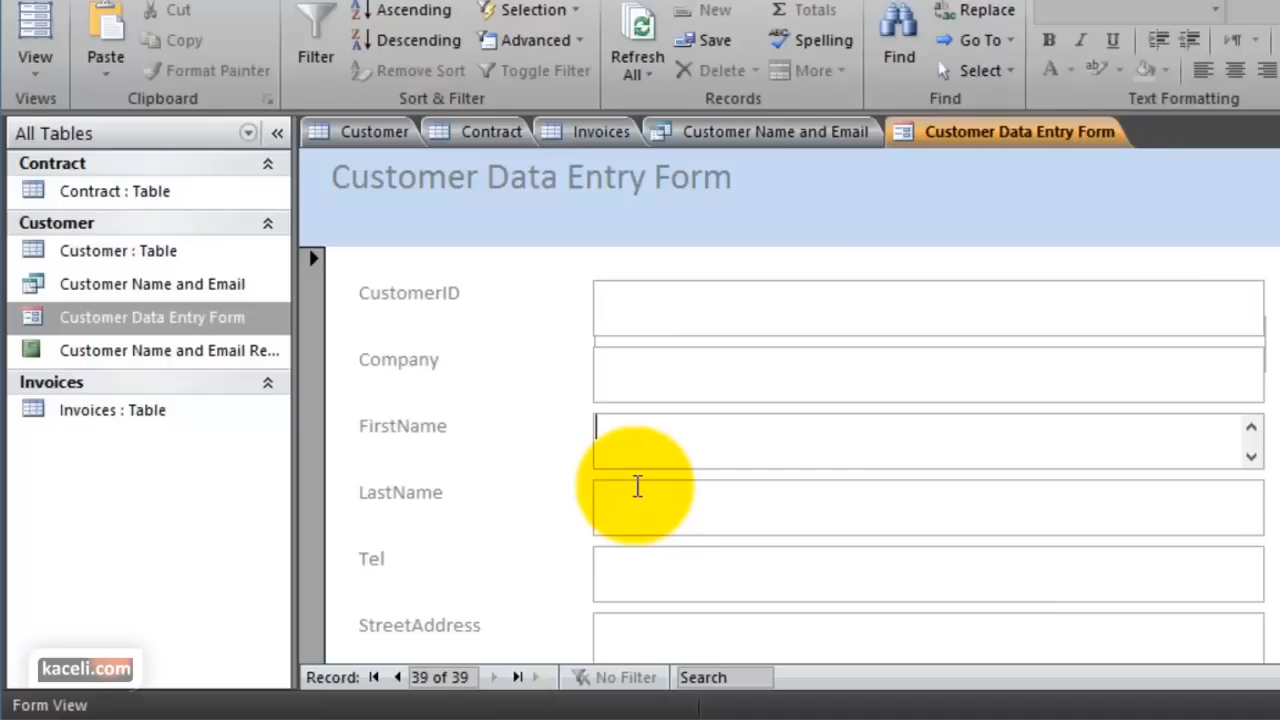 Cut Ascending Selection New Totals Replace
View Paste Copy Filter Descending Advanced Refresh All Save Spelling Find Go To B I U
Format Painter Remove Sort Toggle Filter Delete More Select A ab
Views Clipboard Sort & Filter Records Find Text Formatting
All Tables Customer Contract Invoices Customer Name and Email Customer Data Entry Form
Contract
Contract : Table
Customer
Customer : Table
Customer Name and Email
Customer Data Entry Form
Customer Name and Email Re...
Invoices
Invoices : Table
Customer Data Entry Form
CustomerID
Company
FirstName
LastName
Tel
StreetAddress
kaceli.com
Record: 39 of 39 No Filter Search
Form View